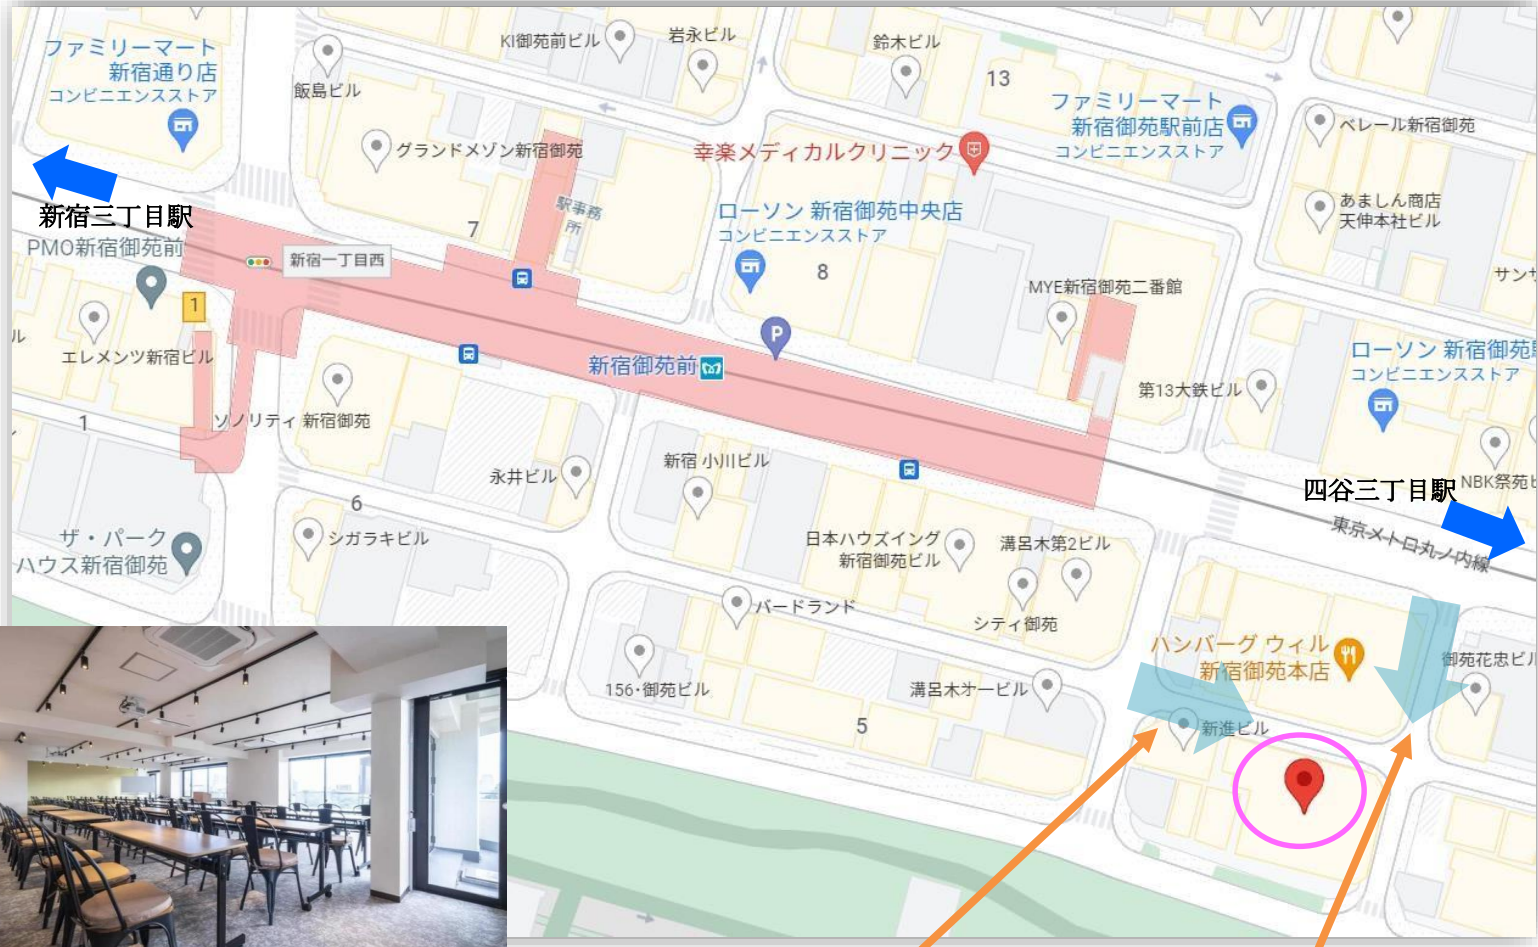 ファミリーマート
新宿通り店
コンビニエンスストア
飯島ビル
KI御苑前ビル
岩永ビル
鈴木ビル
13
ファミリーマート
新宿御苑駅前店
コンビニエンスストア
ベレール新宿御苑
グランドメゾン新宿御苑
幸楽メディカルクリニック
新宿三丁目駅
PMO新宿御苑前
7
駅事務
所
ローソン 新宿御苑中央店
コンビニエンスストア
8
あましん商店
天伸本社ビル
新宿一丁目西
MYE新宿御苑二番館
1
エレメンツ新宿ビル
新宿御苑前
P
第13大鉄ビル
ローソン 新宿御苑
コンビニエンスストア
1
ソノリティ 新宿御苑
永井ビル
新宿 小川ビル
四谷三丁目駅
東京メトロ丸ノ内線
6
シガラキビル
ザ・パーク
ハウス新宿御苑
日本ハウズイング
新宿御苑ビル
溝呂木第2ビル
シティ御苑
バードランド
156・御苑ビル
溝呂木オービル
5
ハンバーグ ウィル
新宿御苑本店
御苑花忠ビル
新進ビル